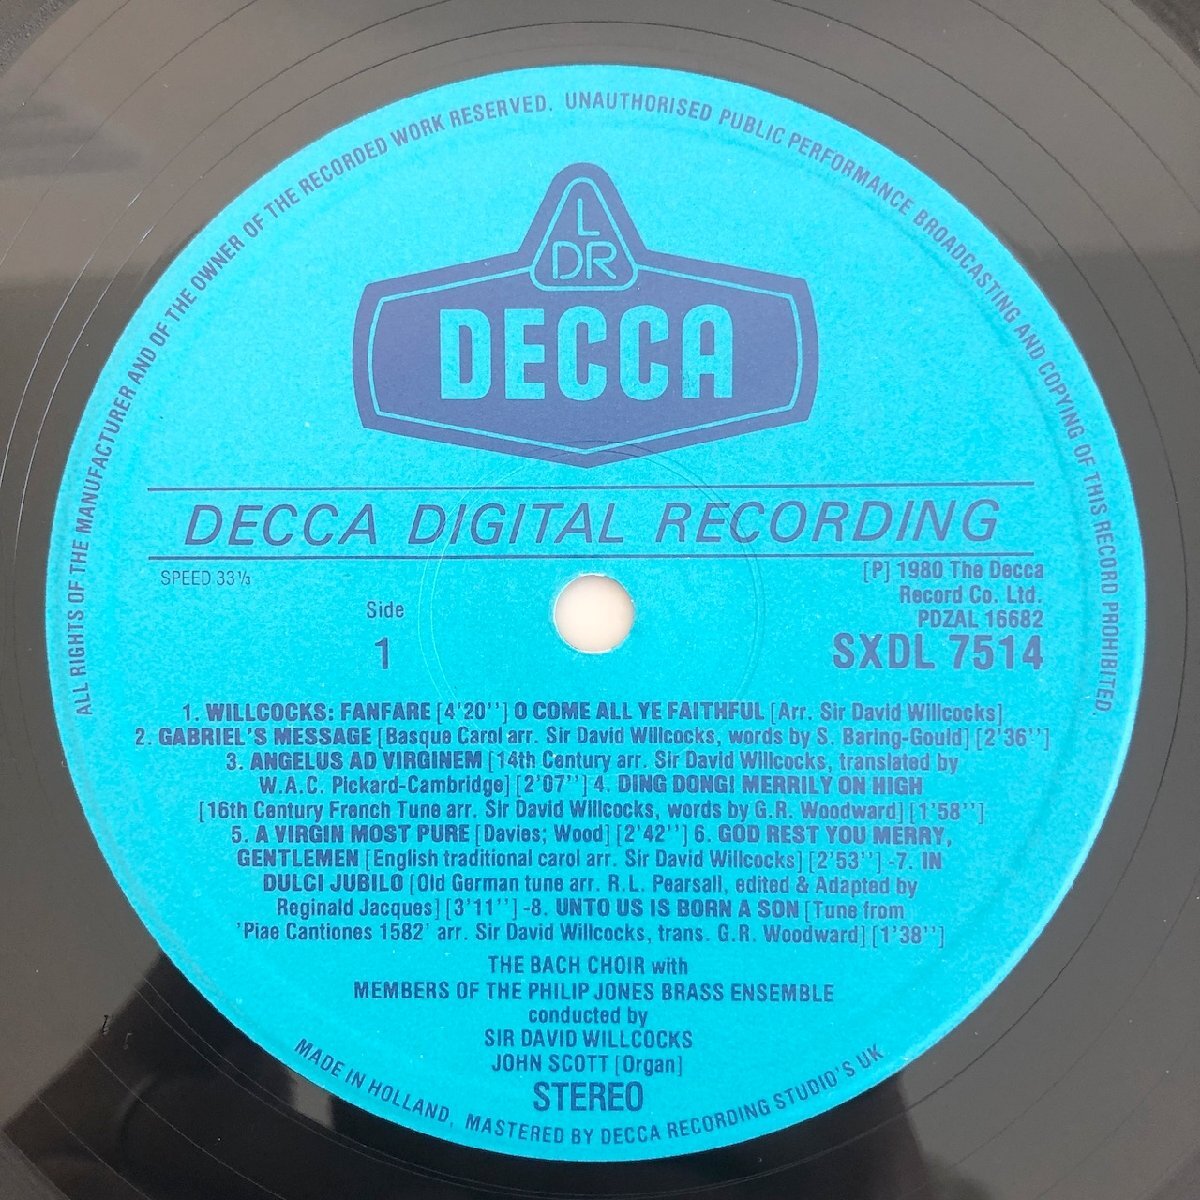 ALL RIGHTS OF THE MANUFACTURER AND OF THE OWNER OF THE RECORDED WORK RESERVED. UNAUTHORISED PUBLIC PERFORMANCE BROADCASTING AND COPYING OF THIS RECORD PROHIBITED.
L
DR
DECCA
DECCA DIGITAL RECORDING
SPEED 33⅓
[P] 1980 The Decca
Record Co. Ltd.
PDZAL 16682
Side
1
SXDL 7514
1. WILLCOCKS: FANFARE [4'20''] O COME ALL YE FAITHFUL [Arr. Sir David Willcocks]
2. GABRIEL'S MESSAGE [Basque Carol arr. Sir David Willcocks, words by S. Baring-Gould] [2'36'']
3. ANGELUS AD VIRGINEM [14th Century arr. Sir David Willcocks, translated by
W.A.C. Pickard-Cambridge] [2'07''] 4. DING DONG! MERRILY ON HIGH
[16th Century French Tune arr. Sir David Willcocks, words by G.R. Woodward] [1'58'']
5. A VIRGIN MOST PURE [Davies; Wood] [2'42''] 6. GOD REST YOU MERRY,
GENTLEMEN [English traditional carol arr. Sir David Willcocks] [2'53''] -7. IN
DULCI JUBILO [Old German tune arr. R.L. Pearsall, edited & Adapted by
Reginald Jacques] [3'11''] -8. UNTO US IS BORN A SON [Tune from
'Piae Cantiones 1582' arr. Sir David Willcocks, trans. G.R. Woodward] [1'38'']
THE BACH CHOIR with
MEMBERS OF THE PHILIP JONES BRASS ENSEMBLE
conducted by
SIR DAVID WILLCOCKS
JOHN SCOTT [Organ]
STEREO
MADE IN HOLLAND, MASTERED BY DECCA RECORDING STUDIO'S UK